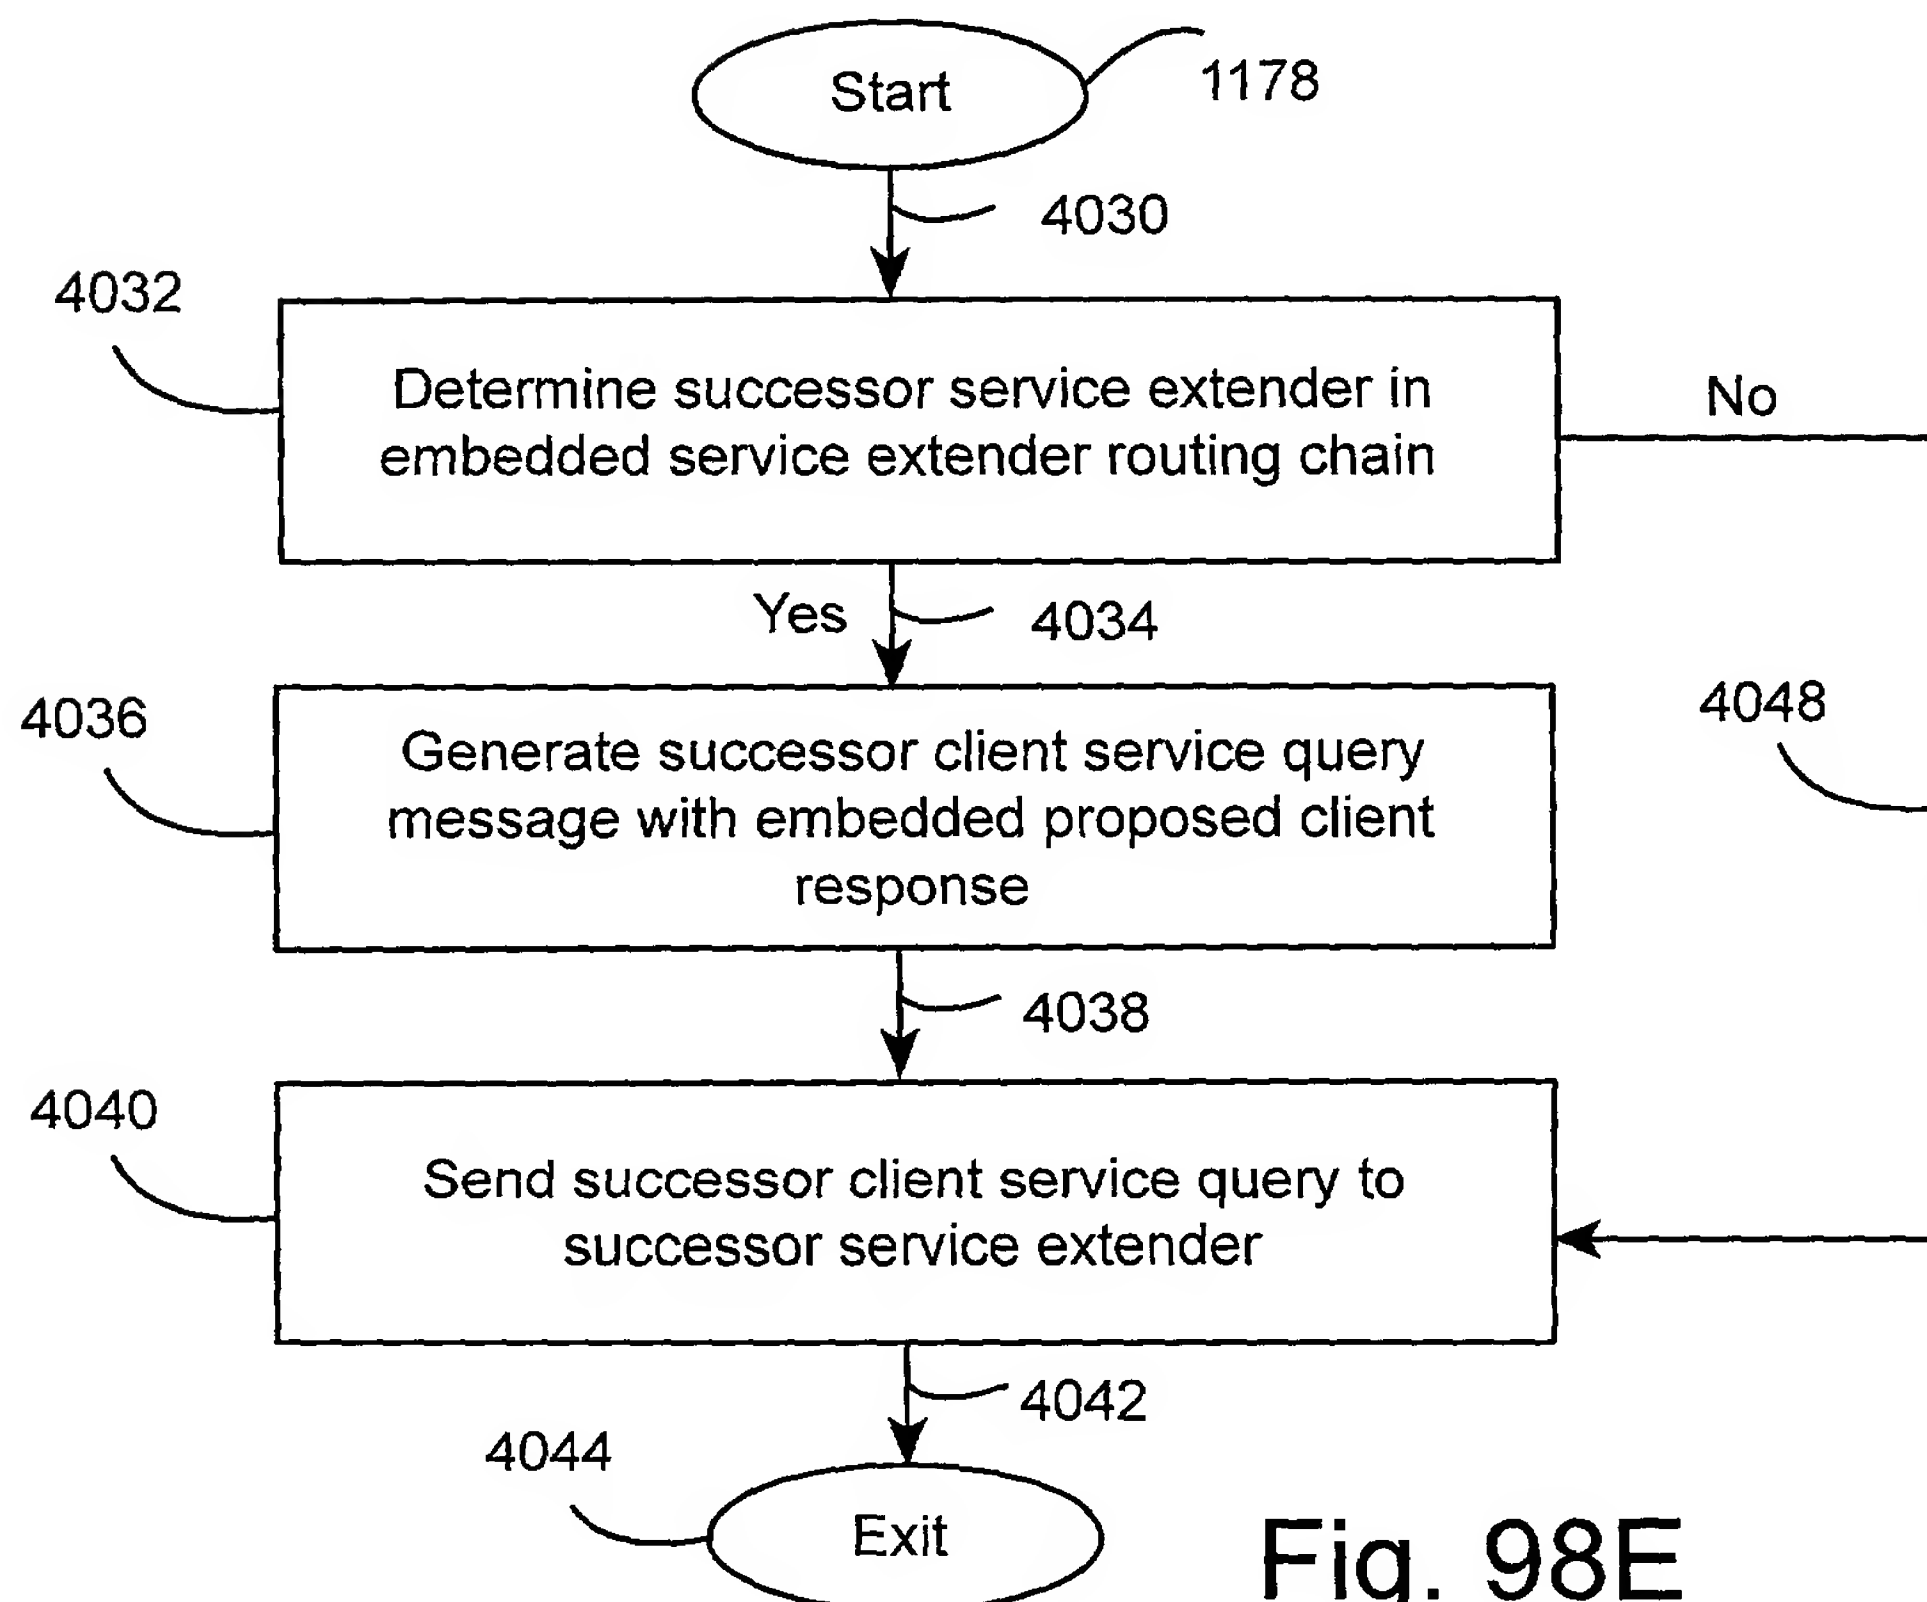 Start
1178
4030
4032
Determine successor service extender in
embedded service extender routing chain
No
Yes
4034
4036
Generate successor client service query
message with embedded proposed client
response
4048
4038
4040
Send successor client service query to
successor service extender
4042
4044
Exit
Fig. 98E